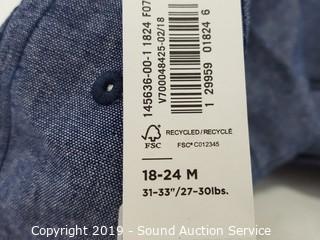 145636-00-1 1824 F07
V700048425-02/18
1 29959 01824 6
FSC
RECYCLED/RECYCLÉ
FSC® C012345
18-24 M
31-33"/27-30lbs.
Copyright 2019 - Sound Auction Service